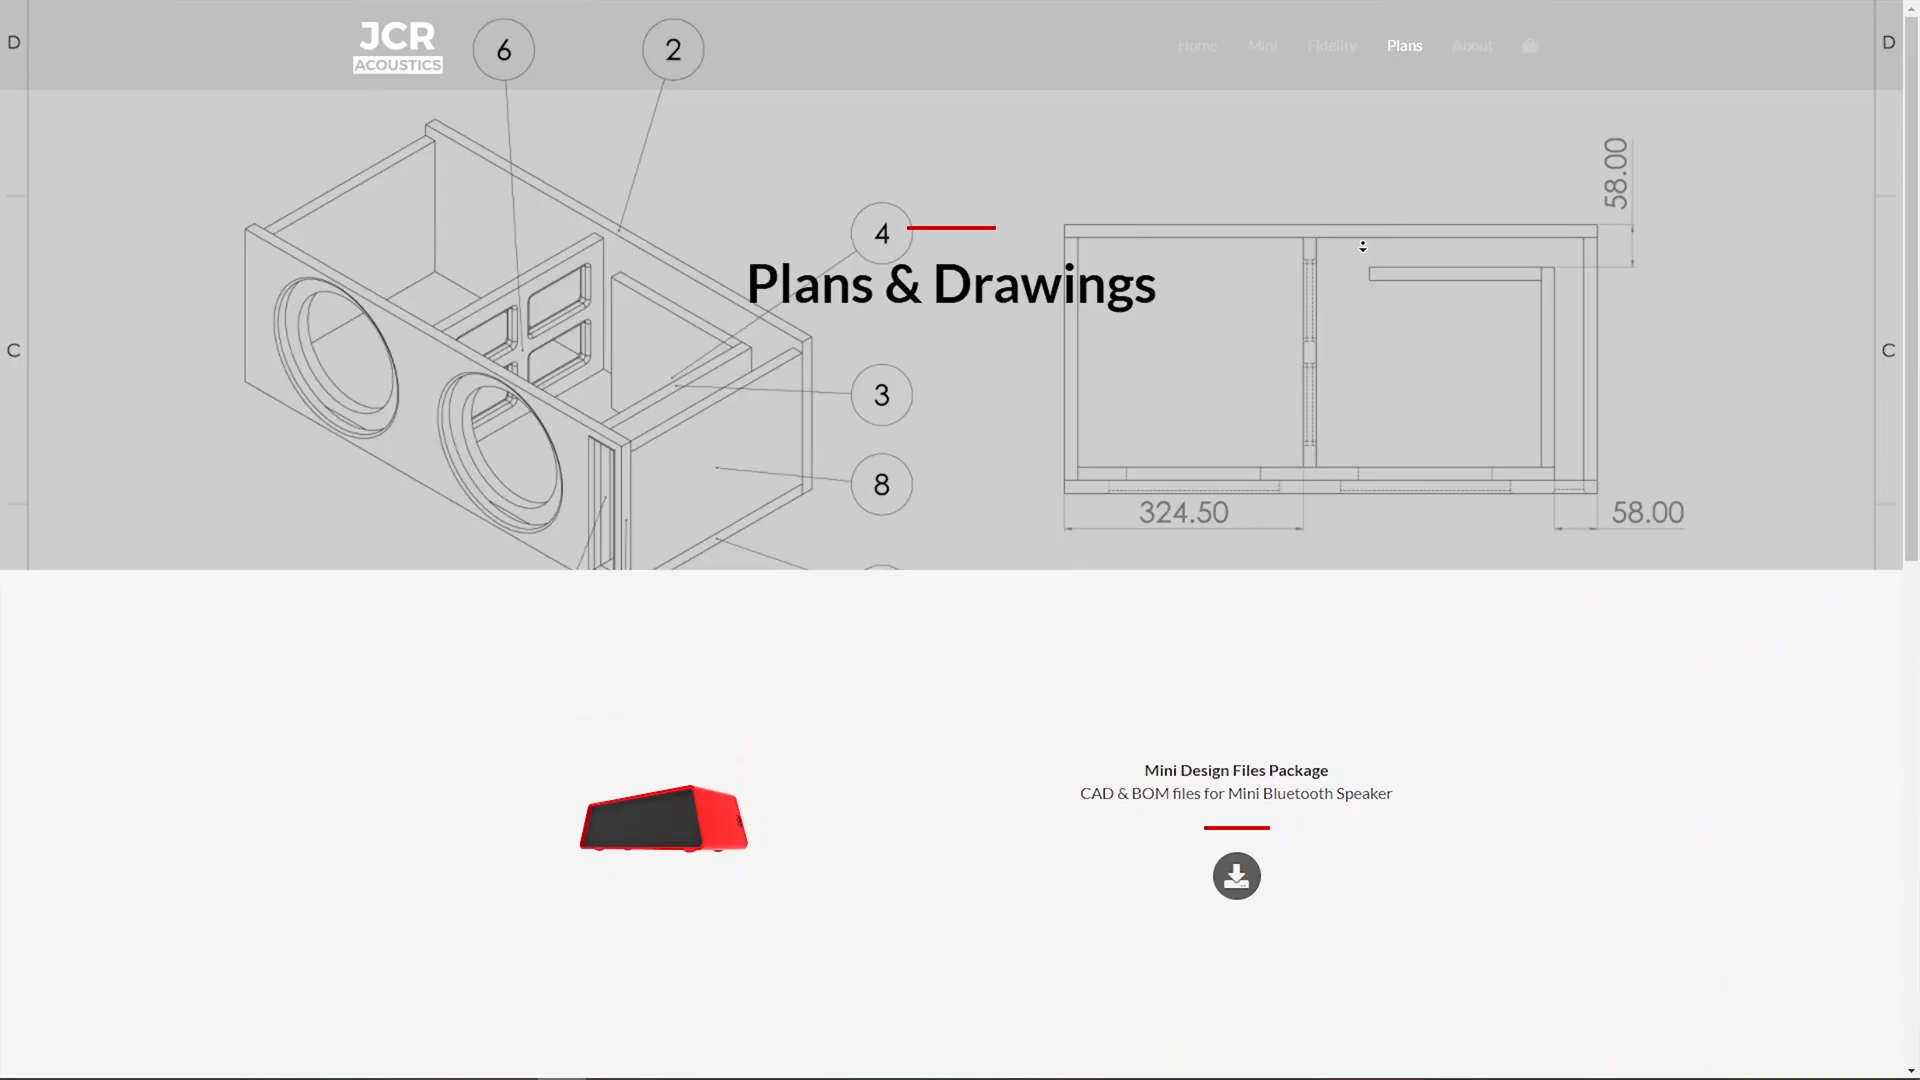 D
JCR
ACOUSTICS
6
2
Home
Mini
Fidelity
Plans
About
D
58.00
4
Plans & Drawings
C
C
3
8
324.50
58.00
Mini Design Files Package
CAD & BOM files for Mini Bluetooth Speaker